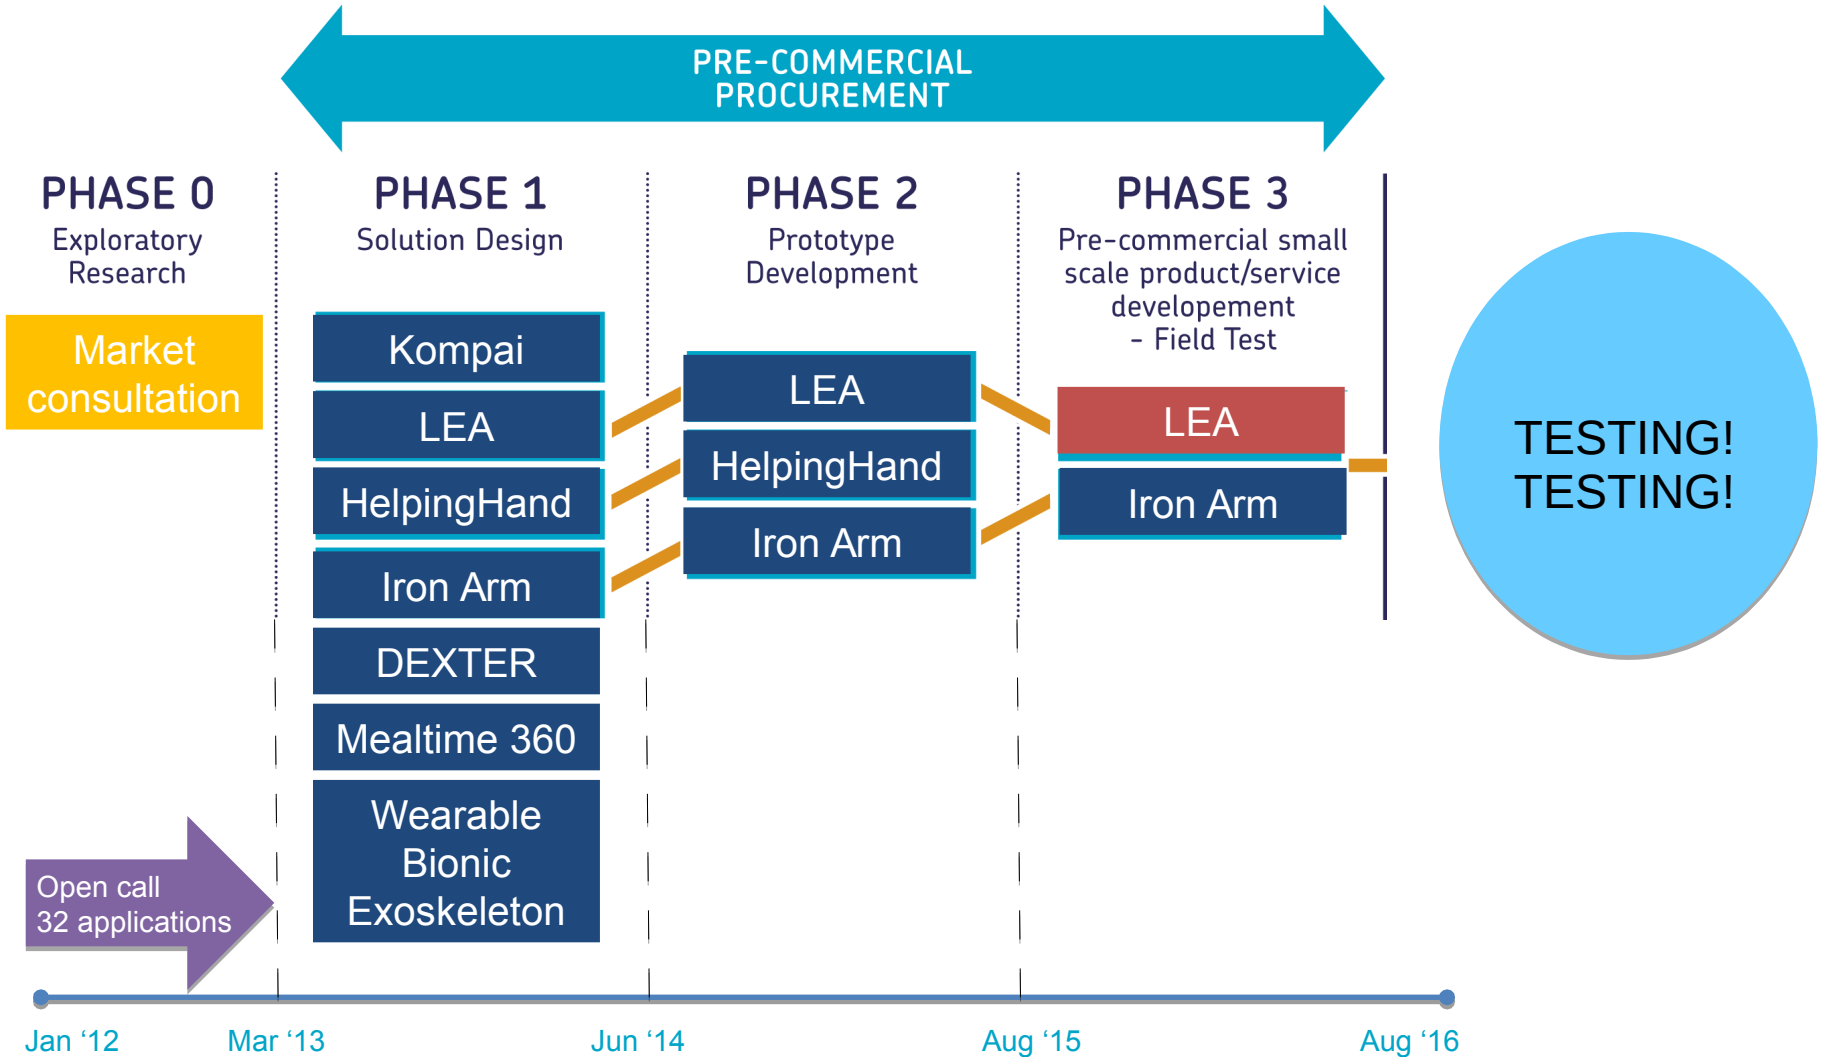 PRE-COMMERCIAL
PROCUREMENT
PHASE 0
Exploratory
Research
Market
consultation
Open call
32 applications
PHASE 1
Solution Design
Kompai
LEA
HelpingHand
Iron Arm
DEXTER
Mealtime 360
Wearable
Bionic
Exoskeleton
PHASE 2
Prototype
Development
LEA
HelpingHand
Iron Arm
PHASE 3
Pre-commercial small
scale product/service
developement
- Field Test
LEA
Iron Arm
TESTING!
TESTING!
Jan ‘12
Mar ‘13
Jun ‘14
Aug ‘15
Aug ‘16